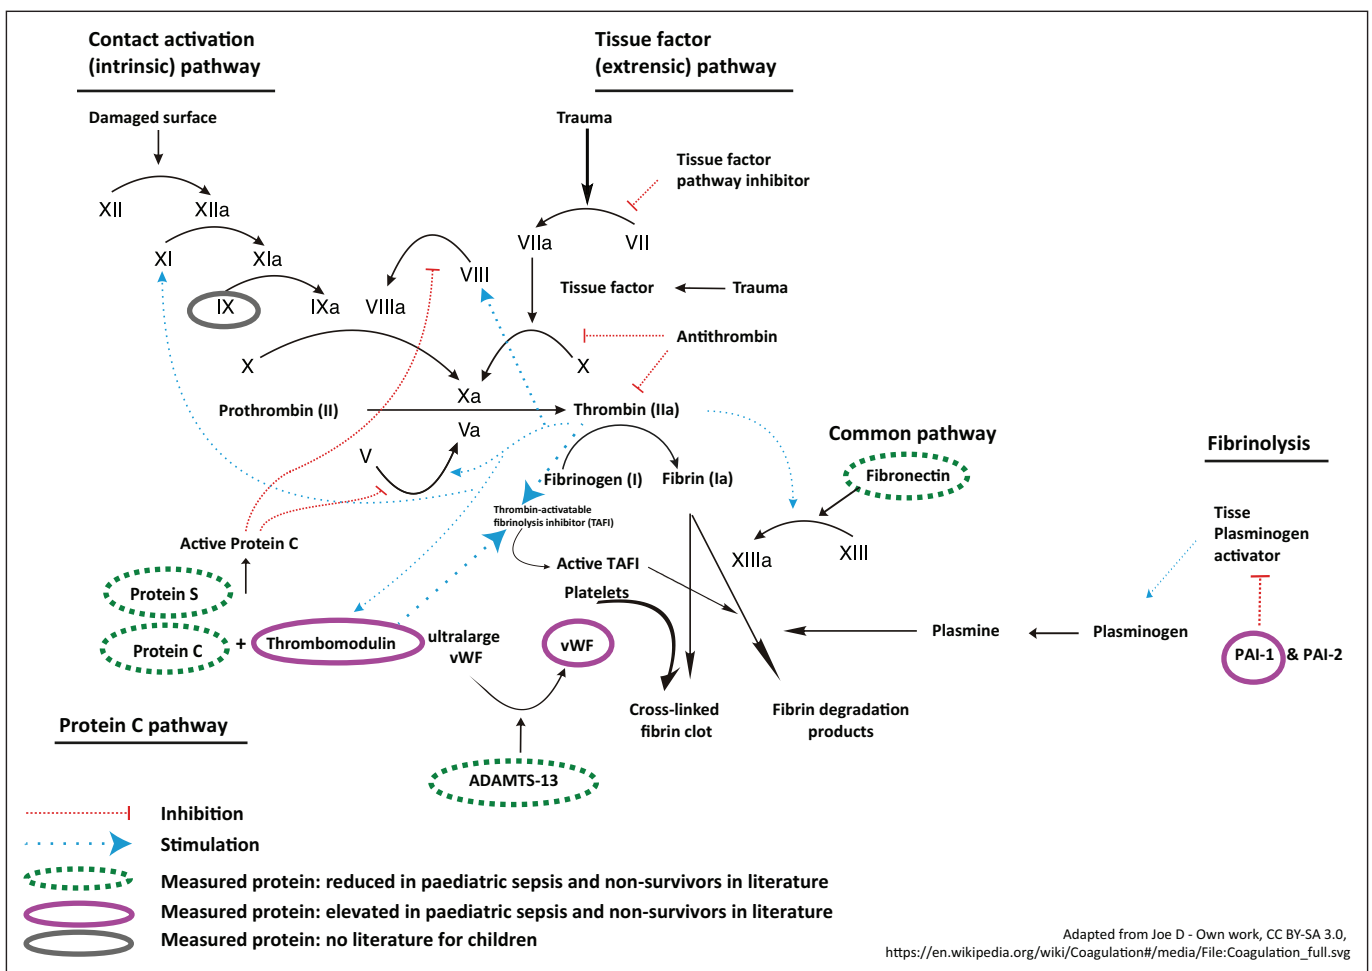 Contact activation
(intrinsic) pathway
Tissue factor
(extrensic) pathway
Damaged surface
Trauma
Tissue factor
pathway inhibitor
XII
XIIa
VIIa
VII
XI
XIa
VIII
Tissue factor
Trauma
IX
IXa
VIIIa
Antithrombin
X
X
Xa
Prothrombin (II)
Thrombin (IIa)
Va
Common pathway
Fibrinolysis
V
Fibrinogen (I)
Fibrin (Ia)
Fibronectin
Thrombin-activatable
fibrinolysis inhibitor (TAFI)
Tisse
Plasminogen
activator
Active Protein C
XIIIa
XIII
Active TAFI
Platelets
Protein S
Protein C
+
Thrombomodulin
ultralarge
vWF
vWF
Plasmine
Plasminogen
PAI-1
& PAI-2
Cross-linked
fibrin clot
Fibrin degradation
products
Protein C pathway
ADAMTS-13
Inhibition
Stimulation
Measured protein: reduced in paediatric sepsis and non-survivors in literature
Measured protein: elevated in paediatric sepsis and non-survivors in literature
Measured protein: no literature for children
Adapted from Joe D - Own work, CC BY-SA 3.0,
https://en.wikipedia.org/wiki/Coagulation#/media/File:Coagulation_full.svg